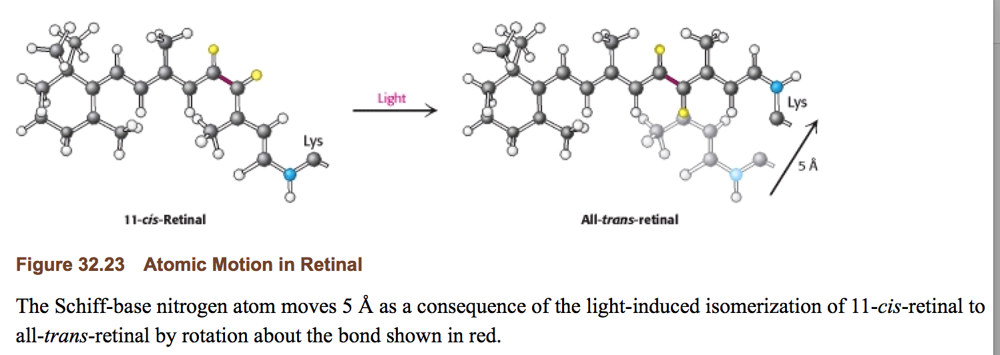 Light
Lys
Lys
5 Å
11-cis-Retinal
All-trans-retinal
Figure 32.23 Atomic Motion in Retinal
The Schiff-base nitrogen atom moves 5 Å as a consequence of the light-induced isomerization of 11-cis-retinal to
all-trans-retinal by rotation about the bond shown in red.